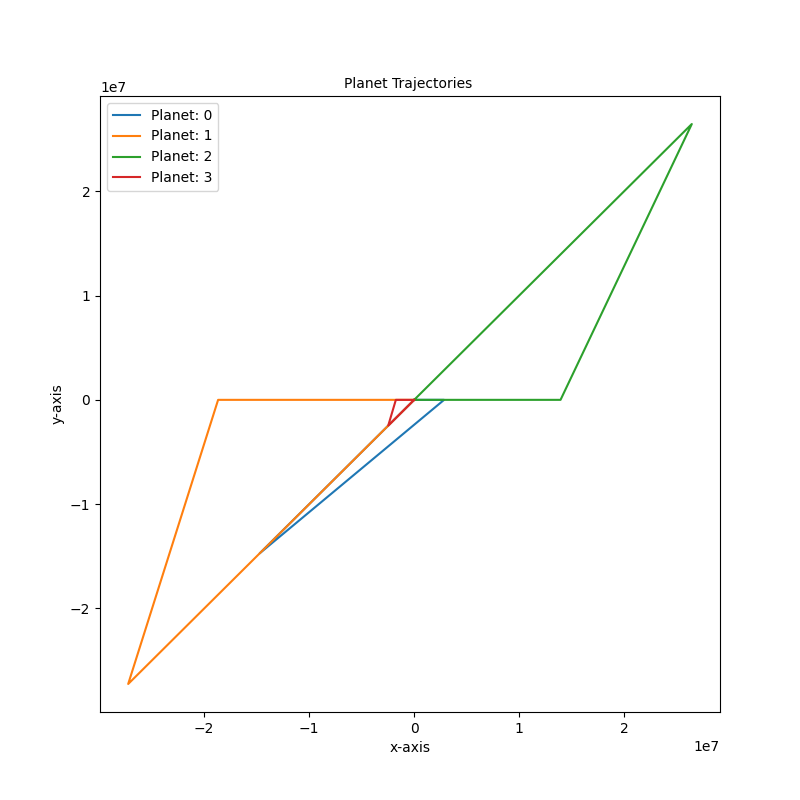 Planet Trajectories
1e7
Planet: 0
Planet: 1
Planet: 2
Planet: 3
2
1
0
−1
−2
y-axis
−2 −1 0 1 2
x-axis
1e7